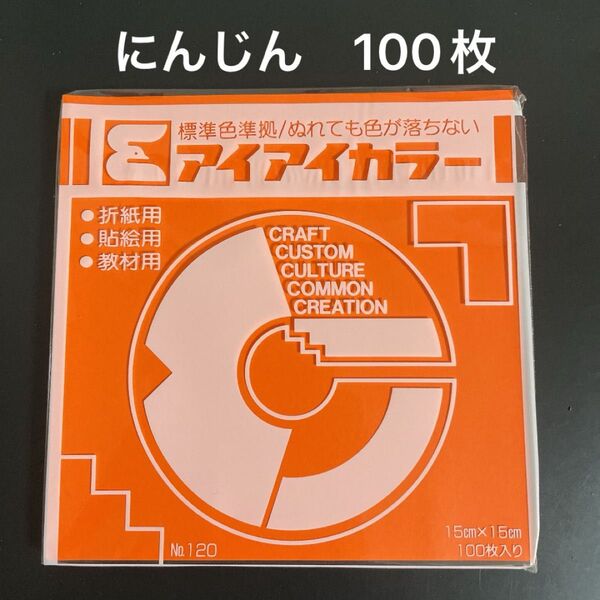 にんじん 100枚
標準色準拠/ぬれても色が落ちない
アイアイカラー
●折紙用
●貼絵用
●教材用
CRAFT
CUSTOM
CULTURE
COMMON
CREATION
No.120
15cm×15cm
100枚入り